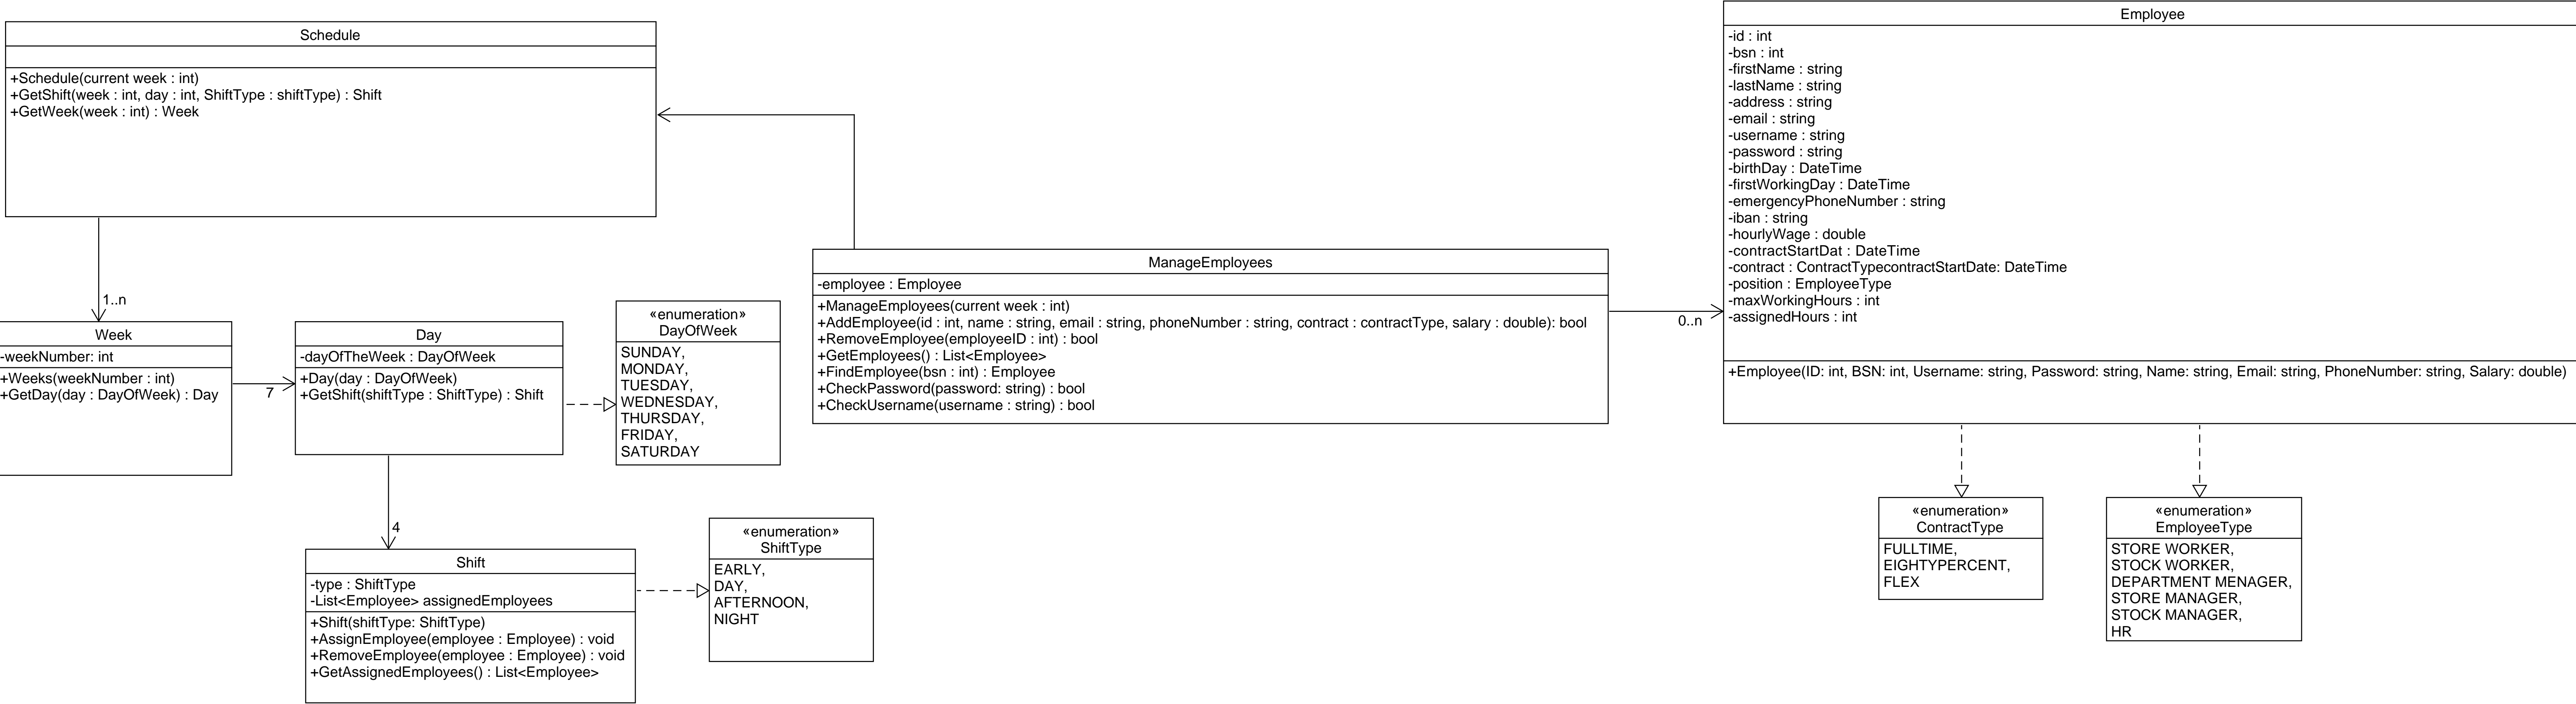 Schedule
+Schedule(current week : int)
+GetShift(week : int, day : int, ShiftType : shiftType) : Shift
+GetWeek(week : int) : Week
1..n
Week
-weekNumber: int
+Weeks(weekNumber : int)
+GetDay(day : DayOfWeek) : Day
7
Day
-dayOfTheWeek : DayOfWeek
+Day(day : DayOfWeek)
+GetShift(shiftType : ShiftType) : Shift
«enumeration»
DayOfWeek
SUNDAY,
MONDAY,
TUESDAY,
WEDNESDAY,
THURSDAY,
FRIDAY,
SATURDAY
4
Shift
-type : ShiftType
-List<Employee> assignedEmployees
+Shift(shiftType: ShiftType)
+AssignEmployee(employee : Employee) : void
+RemoveEmployee(employee : Employee) : void
+GetAssignedEmployees() : List<Employee>
«enumeration»
ShiftType
EARLY,
DAY,
AFTERNOON,
NIGHT
ManageEmployees
-employee : Employee
+ManageEmployees(current week : int)
+AddEmployee(id : int, name : string, email : string, phoneNumber : string, contract : contractType, salary : double): bool
+RemoveEmployee(employeeID : int) : bool
+GetEmployees() : List<Employee>
+FindEmployee(bsn : int) : Employee
+CheckPassword(password: string) : bool
+CheckUsername(username : string) : bool
0..n
Employee
-id : int
-bsn : int
-firstName : string
-lastName : string
-address : string
-email : string
-username : string
-password : string
-birthDay : DateTime
-firstWorkingDay : DateTime
-emergencyPhoneNumber : string
-iban : string
-hourlyWage : double
-contractStartDat : DateTime
-contract : ContractTypecontractStartDate: DateTime
-position : EmployeeType
-maxWorkingHours : int
-assignedHours : int
+Employee(ID: int, BSN: int, Username: string, Password: string, Name: string, Email: string, PhoneNumber: string, Salary: double)
«enumeration»
ContractType
FULLTIME,
EIGHTYPERCENT,
FLEX
«enumeration»
EmployeeType
STORE WORKER,
STOCK WORKER,
DEPARTMENT MENAGER,
STORE MANAGER,
STOCK MANAGER,
HR